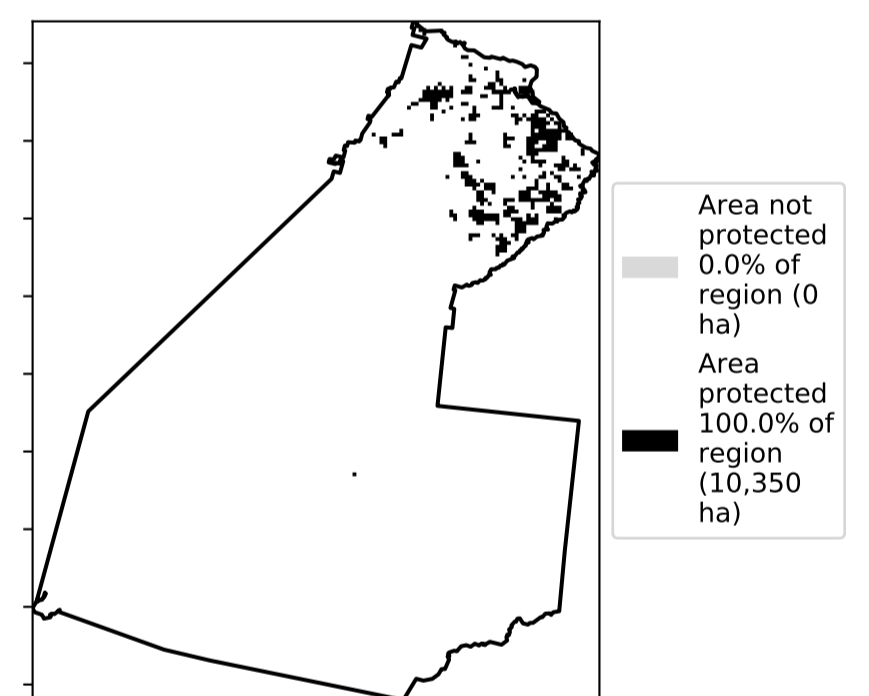 Area not
protected
0.0% of
region (0
ha)
Area
protected
100.0% of
region
(10,350
ha)